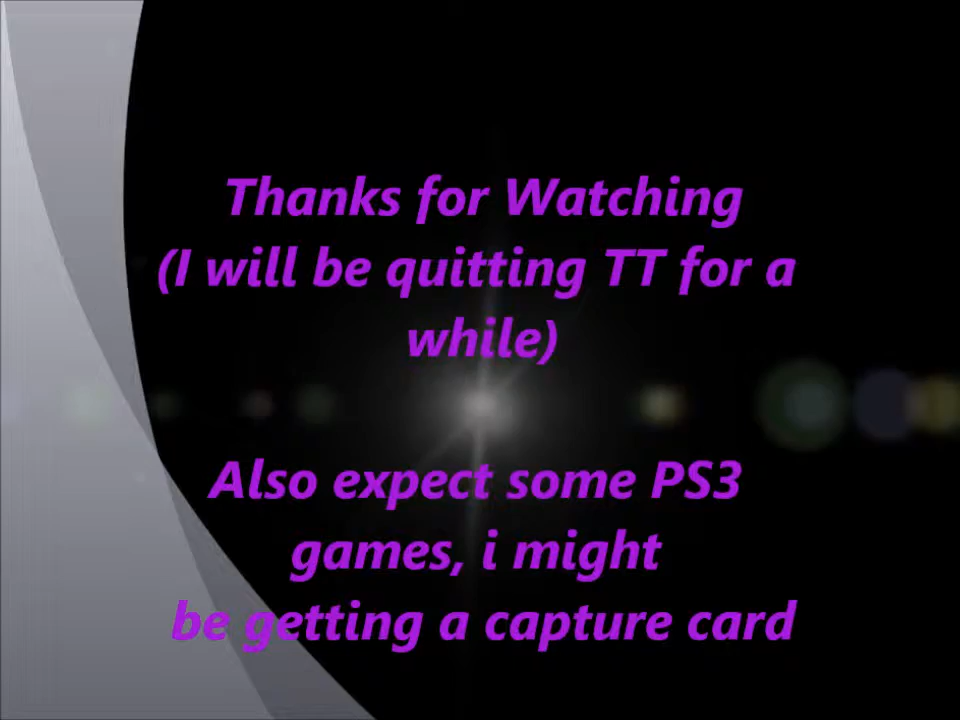 Thanks for Watching
(I will be quitting TT for a
while)
Also expect some PS3
games, i might
be getting a capture card